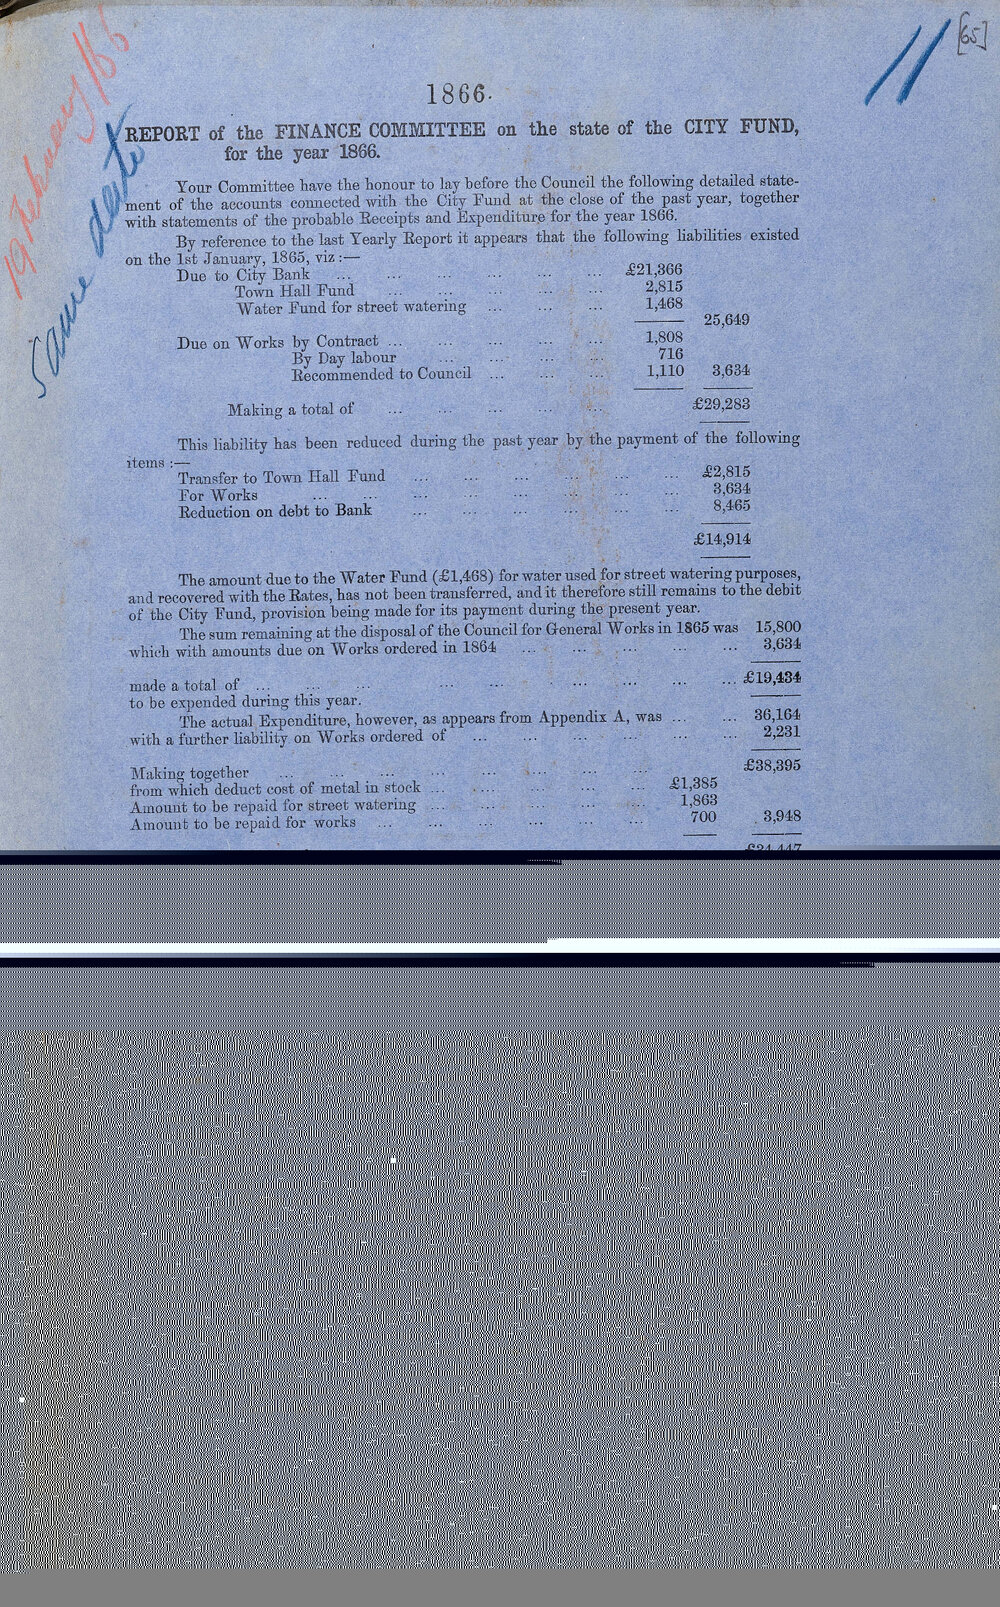 [65]
11
19 February /66
Same date
1866.
REPORT of the FINANCE COMMITTEE on the state of the CITY FUND,
for the year 1866.
Your Committee have the honour to lay before the Council the following detailed state-
ment of the accounts connected with the City Fund at the close of the past year, together
with statements of the probable Receipts and Expenditure for the year 1866.
By reference to the last Yearly Report it appears that the following liabilities existed
on the 1st January, 1865, viz:—
Due to City Bank ... ... ... ... ... ... £21,366
Town Hall Fund ... ... ... ... ... 2,815
Water Fund for street watering ... ... ... 1,468
25,649
Due on Works by Contract ... ... ... ... ... 1,808
By Day labour ... ... ... ... 716
Recommended to Council ... ... ... 1,110 3,634
Making a total of ... ... ... ... ... £29,283
This liability has been reduced during the past year by the payment of the following
items :—
Transfer to Town Hall Fund ... ... ... ... ... ... £2,815
For Works ... ... ... ... ... ... ... ... 3,634
Reduction on debt to Bank ... ... ... ... ... ... 8,465
£14,914
The amount due to the Water Fund (£1,468) for water used for street watering purposes,
and recovered with the Rates, has not been transferred, and it therefore still remains to the debit
of the City Fund, provision being made for its payment during the present year.
The sum remaining at the disposal of the Council for General Works in 1865 was 15,800
which with amounts due on Works ordered in 1864 ... ... ... ... ... 3,634
made a total of ... ... ... ... ... ... ... ... ... £19,434
to be expended during this year.
The actual Expenditure, however, as appears from Appendix A, was ... ... 36,164
with a further liability on Works ordered of ... ... ... ... ... ... 2,231
Making together ... ... ... ... ... ... ... ... £38,395
from which deduct cost of metal in stock ... ... ... ... ... £1,385
Amount to be repaid for street watering ... ... ... ... ... 1,863
Amount to be repaid for works ... ... ... ... ... ... 700 3,948